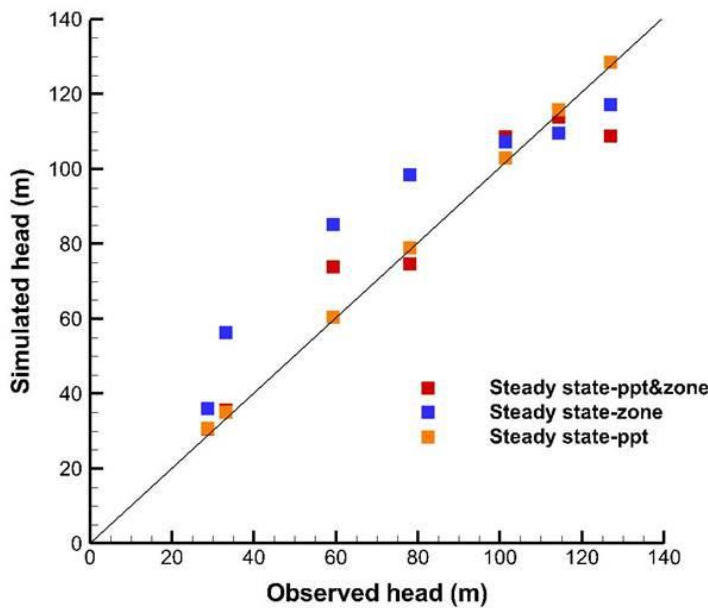 140
120
100
80
60
40
20
0
Simulated head (m)
Steady state-ppt&zone
Steady state-zone
Steady state-ppt
0 20 40 60 80 100 120 140
Observed head (m)